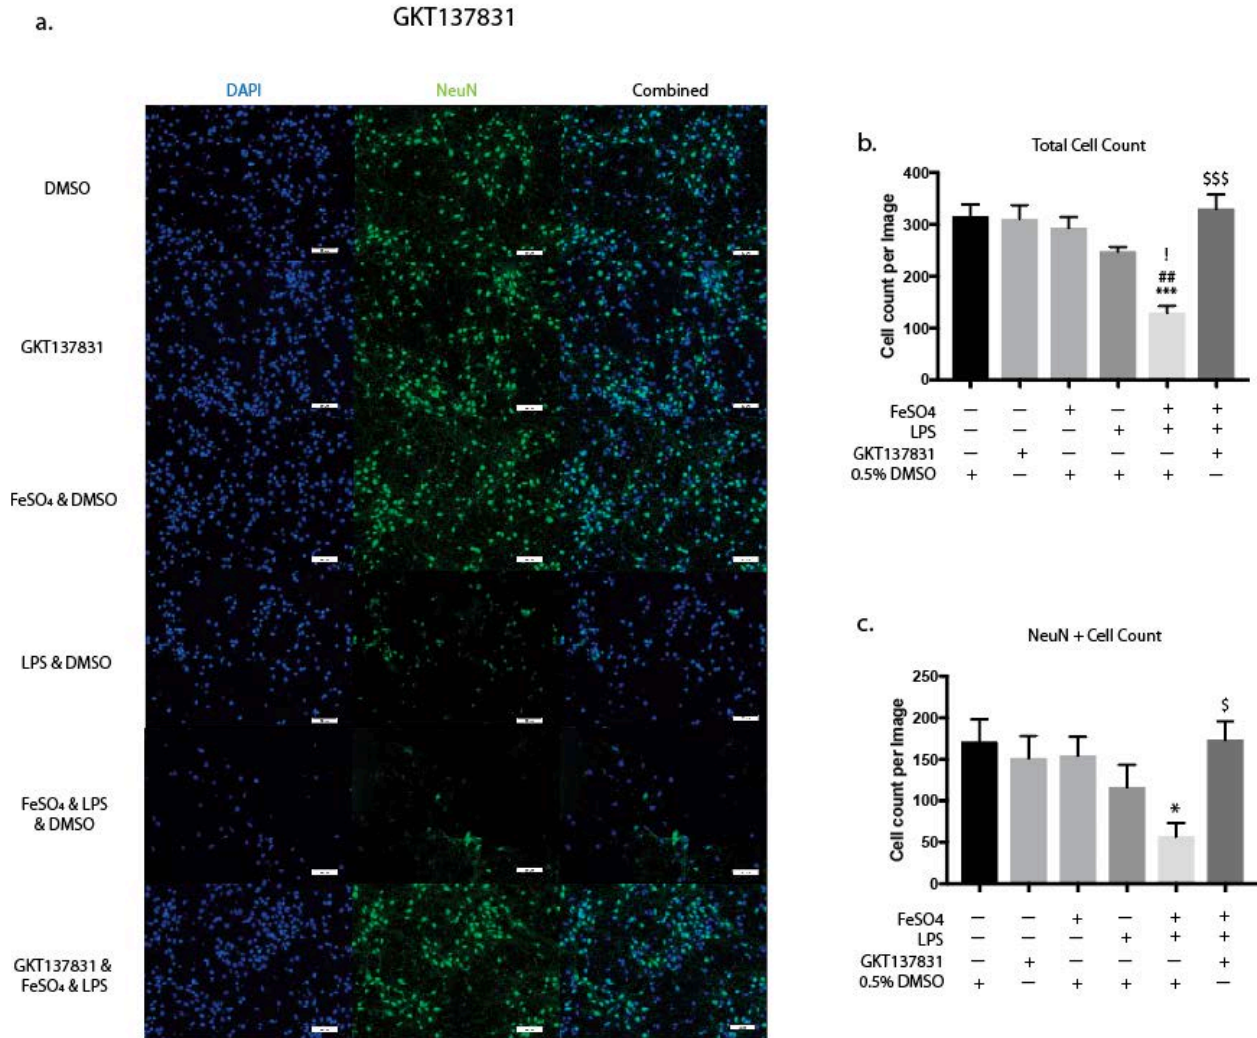 a.
GKT137831
DAPI NeuN Combined
DMSO
GKT137831
FeSO₄ & DMSO
LPS & DMSO
FeSO₄ & LPS
& DMSO
GKT137831 &
FeSO₄ & LPS
b.
Total Cell Count
Cell count per Image
400
300
200
100
0
$$$
!
##
***
FeSO4 — — + — + +
LPS — — — + + +
GKT137831 — + — — — +
0.5% DMSO + — + + + —
c.
NeuN + Cell Count
Cell count per Image
250
200
150
100
50
0
$
*
FeSO4 — — + — + +
LPS — — — + + +
GKT137831 — + — — — +
0.5% DMSO + — + + + —